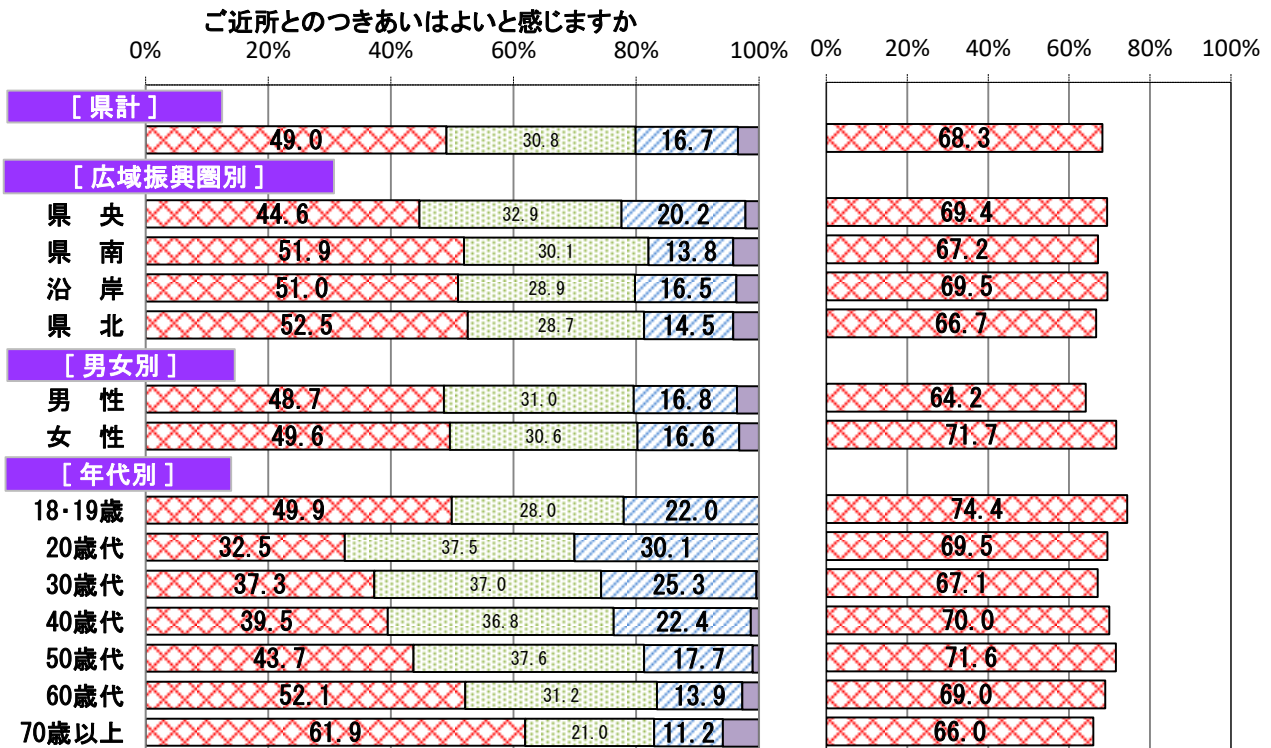 ご近所とのつきあいはよいと感じますか
0% 20% 40% 60% 80% 100% 0% 20% 40% 60% 80% 100%
[ 県計 ]
49.0 30.8 16.7 68.3
[ 広域振興圏別 ]
県 央 44.6 32.9 20.2 69.4
県 南 51.9 30.1 13.8 67.2
沿 岸 51.0 28.9 16.5 69.5
県 北 52.5 28.7 14.5 66.7
[ 男女別 ]
男 性 48.7 31.0 16.8 64.2
女 性 49.6 30.6 16.6 71.7
[ 年代別 ]
18・19歳 49.9 28.0 22.0 74.4
20歳代 32.5 37.5 30.1 69.5
30歳代 37.3 37.0 25.3 67.1
40歳代 39.5 36.8 22.4 70.0
50歳代 43.7 37.6 17.7 71.6
60歳代 52.1 31.2 13.9 69.0
70歳以上 61.9 21.0 11.2 66.0